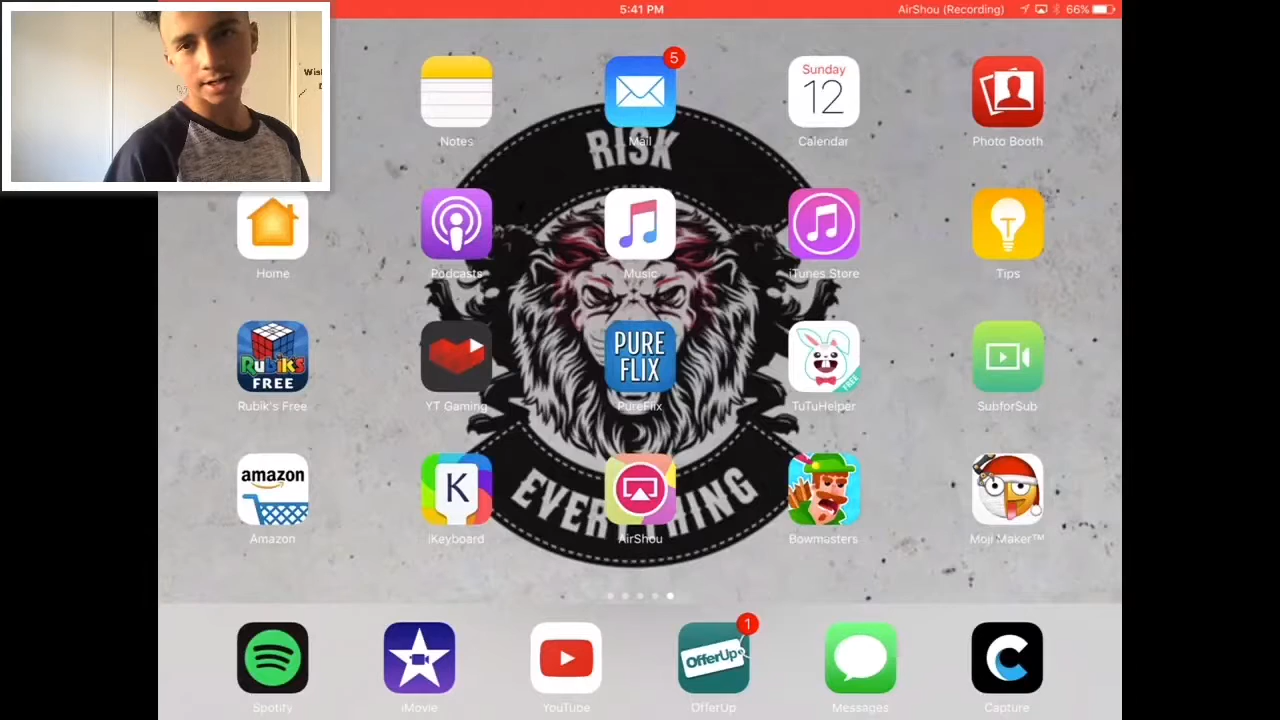 5:41 PM
AirShou (Recording)
66%
Notes
5
Mail
Sunday
12
Calendar
Photo Booth
RISK
Home
Podcasts
Music
iTunes Store
Tips
RUBIK'S
FREE
Rubik's Free
YT Gaming
PURE
FLIX
PureFlix
FREE
TuTuHelper
SubforSub
EVERYTHING
amazon
Amazon
K
iKeyboard
AirShou
Bowmasters
Moji Maker™
Spotify
iMovie
YouTube
1
OfferUp
OfferUp
Messages
C
Capture